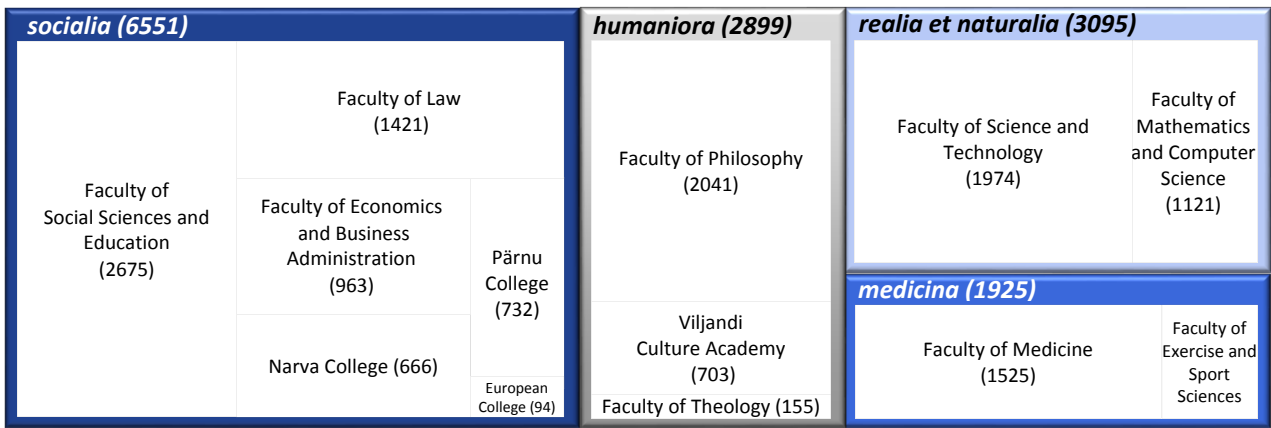 socialia (6551)
Faculty of
Social Sciences and
Education
(2675)
Faculty of Law
(1421)
Faculty of Economics
and Business
Administration
(963)
Pärnu
College
(732)
Narva College (666)
European
College (94)
humaniora (2899)
Faculty of Philosophy
(2041)
Viljandi
Culture Academy
(703)
Faculty of Theology (155)
realia et naturalia (3095)
Faculty of Science and
Technology
(1974)
Faculty of
Mathematics
and Computer
Science
(1121)
medicina (1925)
Faculty of Medicine
(1525)
Faculty of
Exercise and
Sport
Sciences